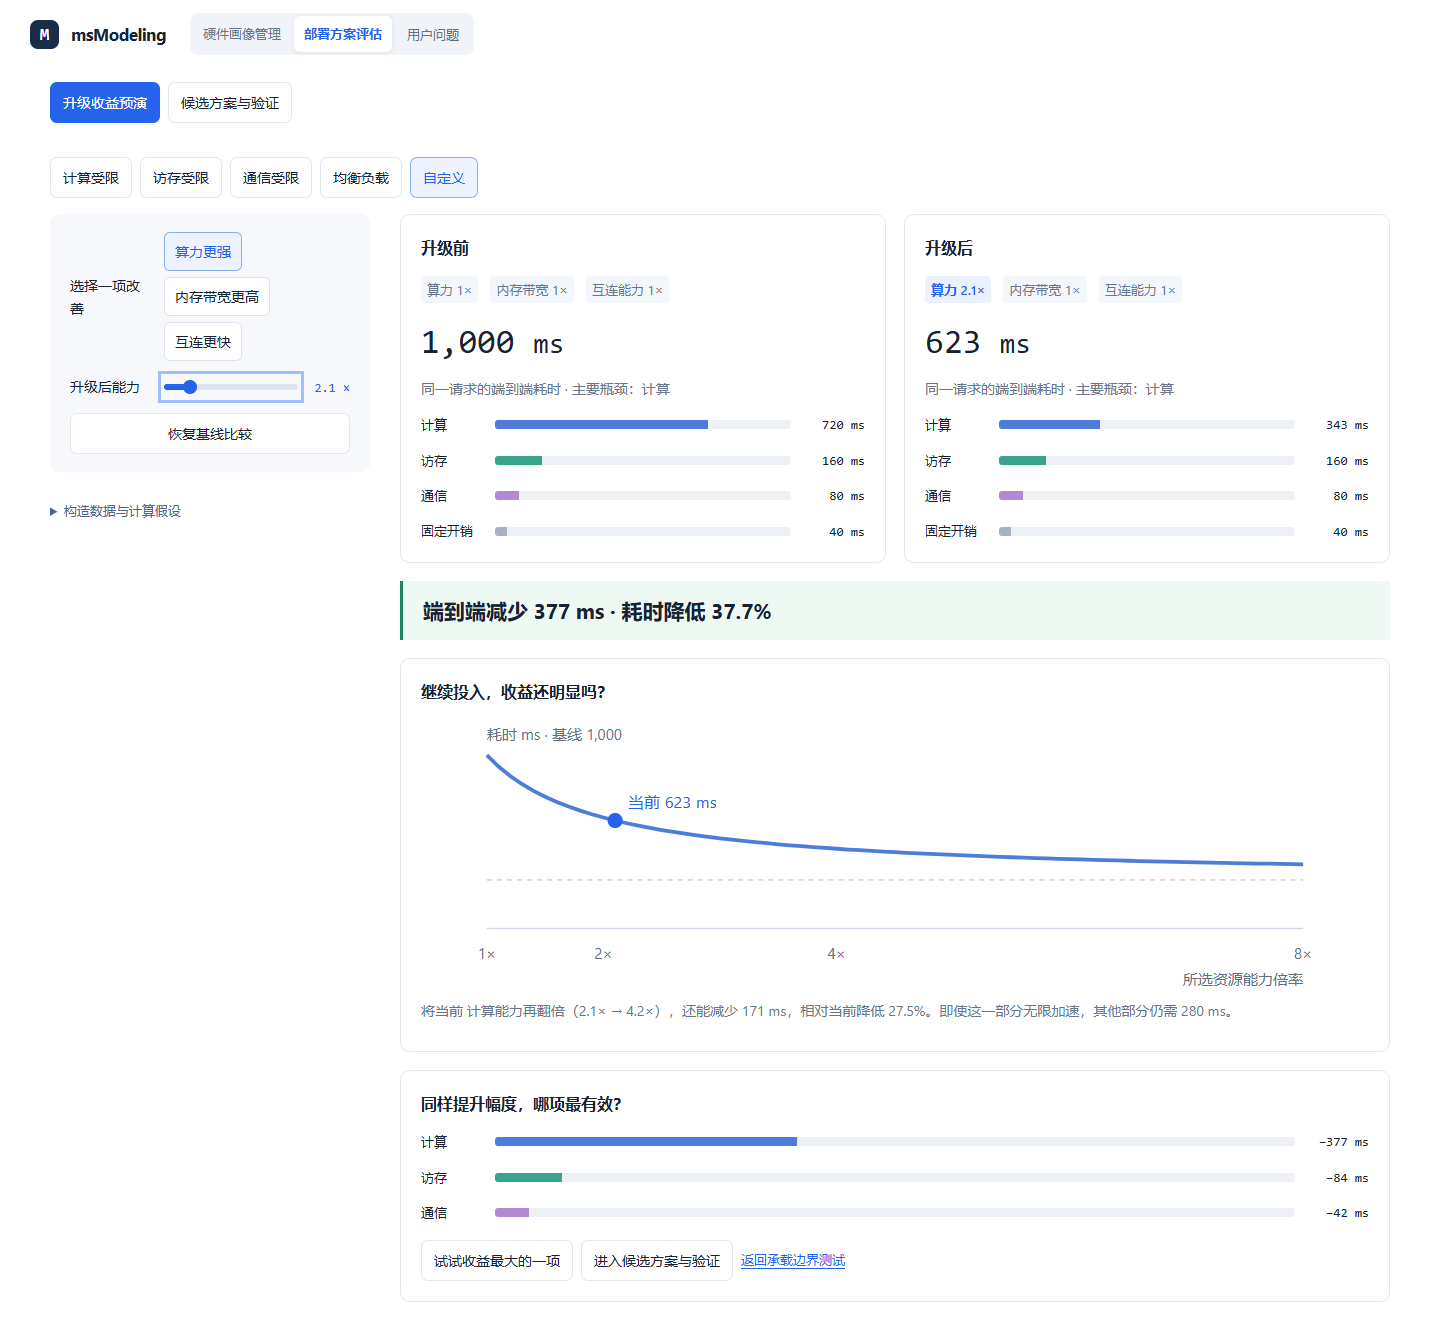 M msModeling 硬件画像管理 部署方案评估 用户问题
升级收益预演 候选方案与验证
计算受限 访存受限 通信受限 均衡负载 自定义
选择一项改善
算力更强
内存带宽更高
互连更快
升级后能力 2.1 ×
恢复基线比较
▶ 构造数据与计算假设
升级前
算力 1× 内存带宽 1× 互连能力 1×
1,000 ms
同一请求的端到端耗时 · 主要瓶颈：计算
计算 720 ms
访存 160 ms
通信 80 ms
固定开销 40 ms
升级后
算力 2.1× 内存带宽 1× 互连能力 1×
623 ms
同一请求的端到端耗时 · 主要瓶颈：计算
计算 343 ms
访存 160 ms
通信 80 ms
固定开销 40 ms
端到端减少 377 ms · 耗时降低 37.7%
继续投入，收益还明显吗？
耗时 ms · 基线 1,000
当前 623 ms
1× 2× 4× 8×
所选资源能力倍率
将当前 计算能力再翻倍（2.1× → 4.2×），还能减少 171 ms，相对当前降低 27.5%。即使这一部分无限加速，其他部分仍需 280 ms。
同样提升幅度，哪项最有效？
计算 −377 ms
访存 −84 ms
通信 −42 ms
试试收益最大的一项 进入候选方案与验证 返回承载边界测试